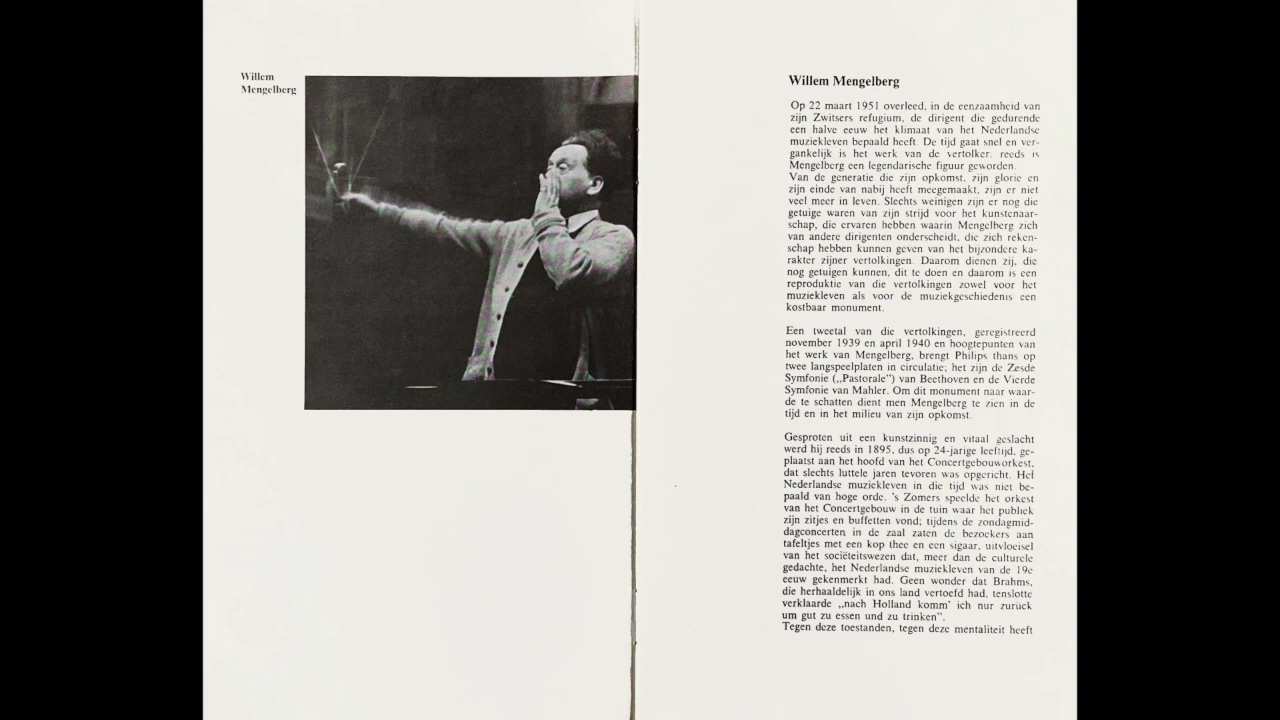 Willem
Mengelberg
Willem Mengelberg
Op 22 maart 1951 overleed, in de eenzaamheid van
zijn Zwitsers refugium, de dirigent die gedurende
een halve eeuw het klimaat van het Nederlandse
muziekleven bepaald heeft. De tijd gaat snel en ver-
gankelijk is het werk van de vertolker. reeds is
Mengelberg een legendarische figuur geworden.
Van de generatie die zijn opkomst, zijn glorie en
zijn einde van nabij heeft meegemaakt, zijn er niet
veel meer in leven. Slechts weinigen zijn er nog die
getuige waren van zijn strijd voor het kunstenaar-
schap, die ervaren hebben waarin Mengelberg zich
van andere dirigenten onderscheidt, die zich reken-
schap hebben kunnen geven van het bijzondere ka-
rakter zijner vertolkingen. Daarom dienen zij, die
nog getuigen kunnen, dit te doen en daarom is een
reproduktie van die vertolkingen zowel voor het
muziekleven als voor de muziekgeschiedenis een
kostbaar monument.
Een tweetal van die vertolkingen, geregistreerd
november 1939 en april 1940 en hoogtepunten van
het werk van Mengelberg, brengt Philips thans op
twee langspeelplaten in circulatie; het zijn de Zesde
Symfonie („Pastorale”) van Beethoven en de Vierde
Symfonie van Mahler. Om dit monument naar waar-
de te schatten dient men Mengelberg te zien in de
tijd en in het milieu van zijn opkomst.
Gesproten uit een kunstzinnig en vitaal geslacht
werd hij reeds in 1895, dus op 24-jarige leeftijd, ge-
plaatst aan het hoofd van het Concertgebouworkest,
dat slechts luttele jaren tevoren was opgericht. Het
Nederlandse muziekleven in die tijd was niet be-
paald van hoge orde. 's Zomers speelde het orkest
van het Concertgebouw in de tuin waar het publiek
zijn zitjes en buffetten vond; tijdens de zondagmid-
dagconcerten in de zaal zaten de bezoekers aan
tafeltjes met een kop thee en een sigaar, uitvloeisel
van het sociëteitswezen dat, meer dan de culturele
gedachte, het Nederlandse muziekleven van de 19e
eeuw gekenmerkt had. Geen wonder dat Brahms,
die herhaaldelijk in ons land vertoefd had, tenslotte
verklaarde „nach Holland komm' ich nur zurück
um gut zu essen und zu trinken”.
Tegen deze toestanden, tegen deze mentaliteit heeft